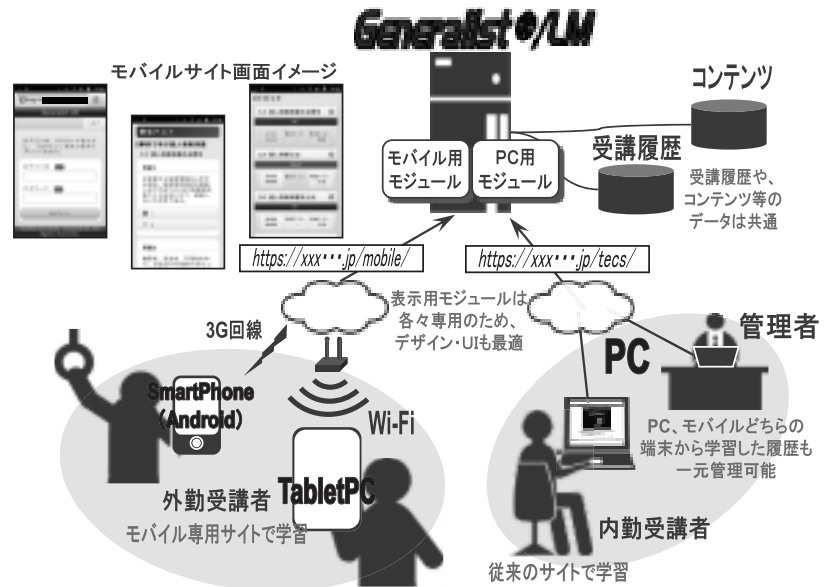 Generalist®/LM
モバイルサイト画面イメージ
コンテンツ
モバイル用
モジュール
PC用
モジュール
受講履歴
受講履歴や、
コンテンツ等の
データは共通
https://xxx・・・.jp/mobile/
https://xxx・・・.jp/tecs/
表示用モジュールは
各々専用のため、
デザイン・UIも最適
3G回線
管理者
PC
SmartPhone
(Android)
Wi-Fi
PC、モバイルどちらの
端末から学習した履歴も
一元管理可能
TabletPC
外勤受講者
モバイル専用サイトで学習
内勤受講者
従来のサイトで学習